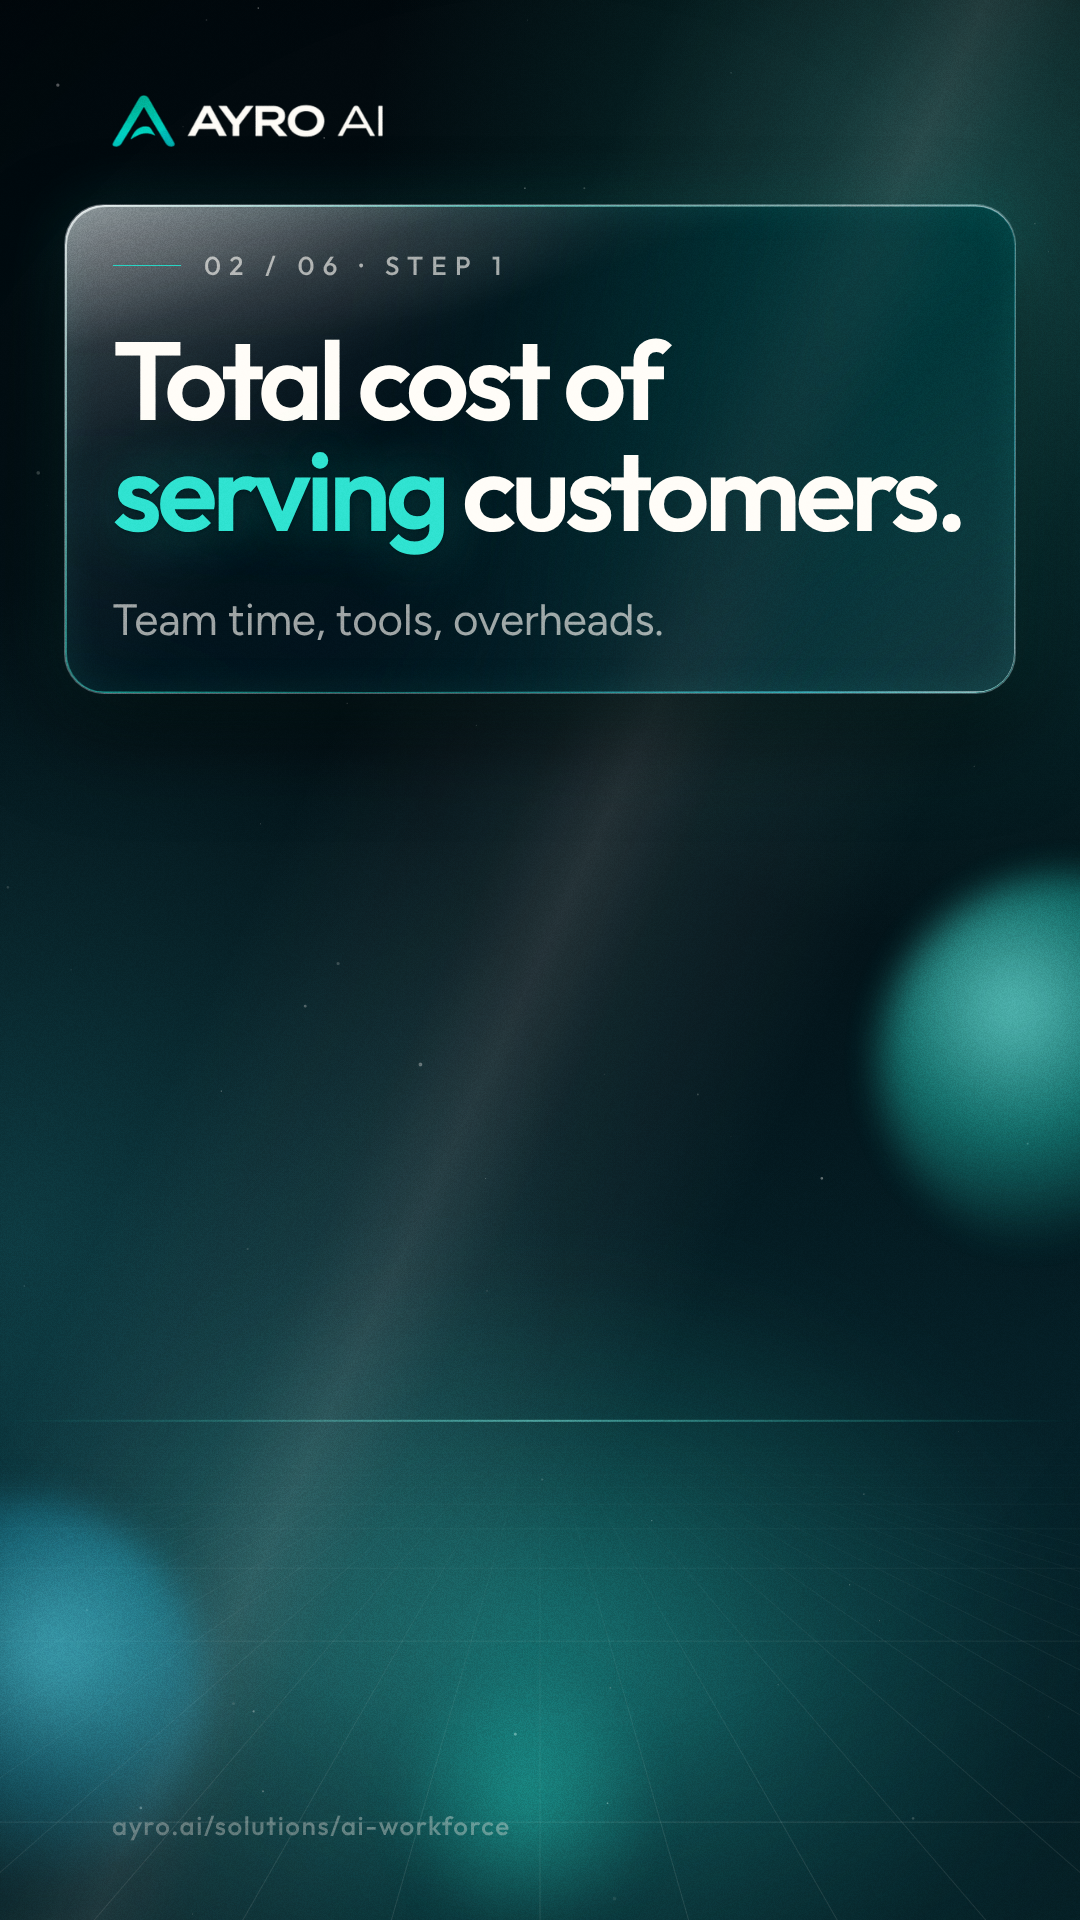 AYRO AI
02 / 06 · STEP 1
Total cost of
serving customers.
Team time, tools, overheads.
ayro.ai/solutions/ai-workforce